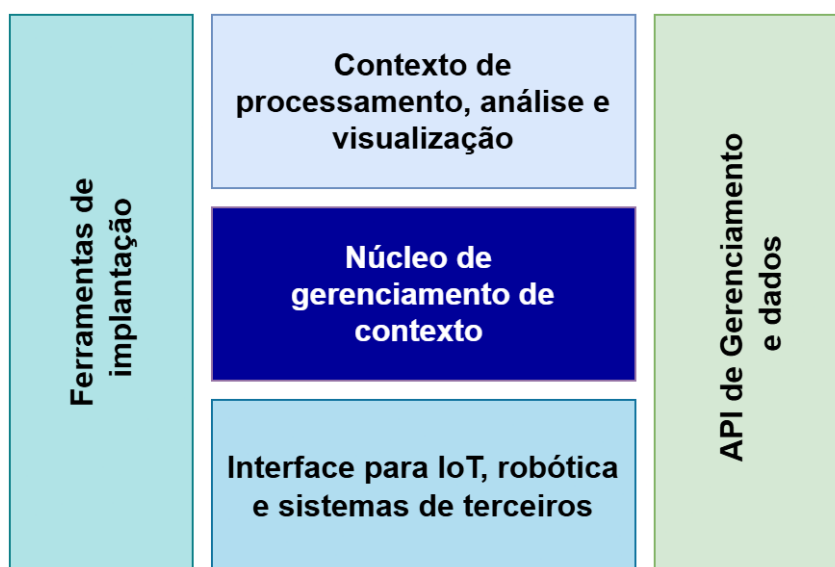 Ferramentas de
implantação
Contexto de
processamento, análise e
visualização
Núcleo de
gerenciamento de
contexto
Interface para IoT, robótica
e sistemas de terceiros
API de Gerenciamento
e dados